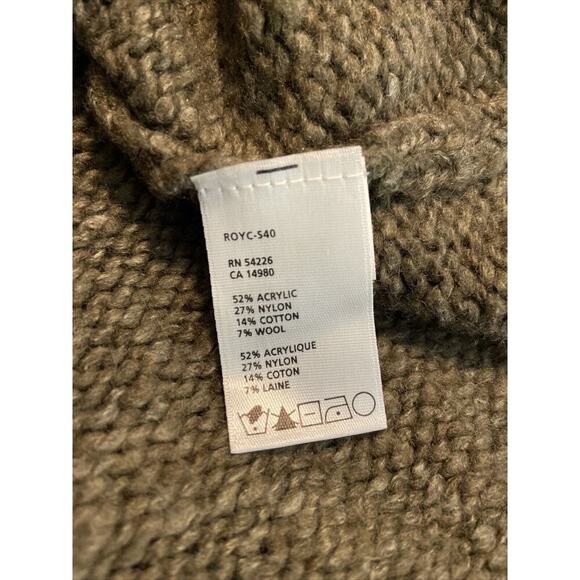 ROYC-S40
RN 54226
CA 14980
52% ACRYLIC
27% NYLON
14% COTTON
7% WOOL
52% ACRYLIQUE
27% NYLON
14% COTON
7% LAINE